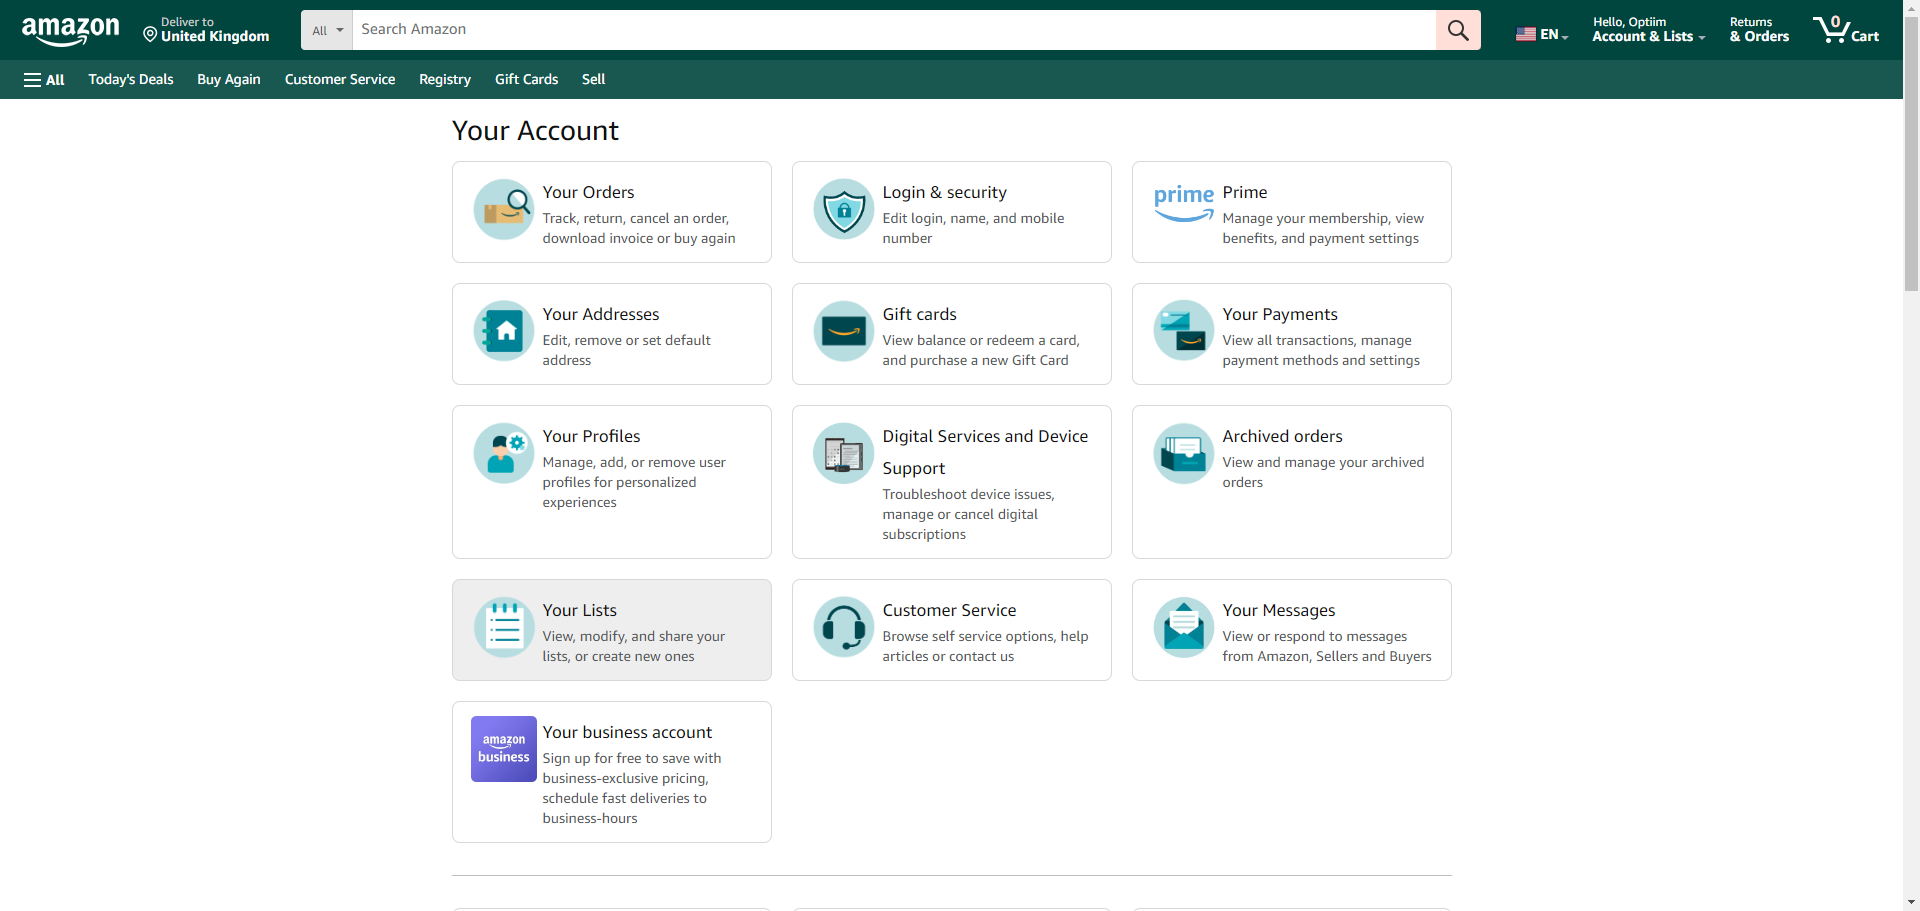 amazon
Deliver to
United Kingdom
All
Search Amazon
EN
Hello, Optiim
Account & Lists
Returns
& Orders
0
Cart
All
Today's Deals
Buy Again
Customer Service
Registry
Gift Cards
Sell
Your Account
Your Orders
Track, return, cancel an order,
download invoice or buy again
Login & security
Edit login, name, and mobile
number
prime
Prime
Manage your membership, view
benefits, and payment settings
Your Addresses
Edit, remove or set default
address
Gift cards
View balance or redeem a card,
and purchase a new Gift Card
Your Payments
View all transactions, manage
payment methods and settings
Your Profiles
Manage, add, or remove user
profiles for personalized
experiences
Digital Services and Device
Support
Troubleshoot device issues,
manage or cancel digital
subscriptions
Archived orders
View and manage your archived
orders
Your Lists
View, modify, and share your
lists, or create new ones
Customer Service
Browse self service options, help
articles or contact us
Your Messages
View or respond to messages
from Amazon, Sellers and Buyers
amazon
business
Your business account
Sign up for free to save with
business-exclusive pricing,
schedule fast deliveries to
business-hours